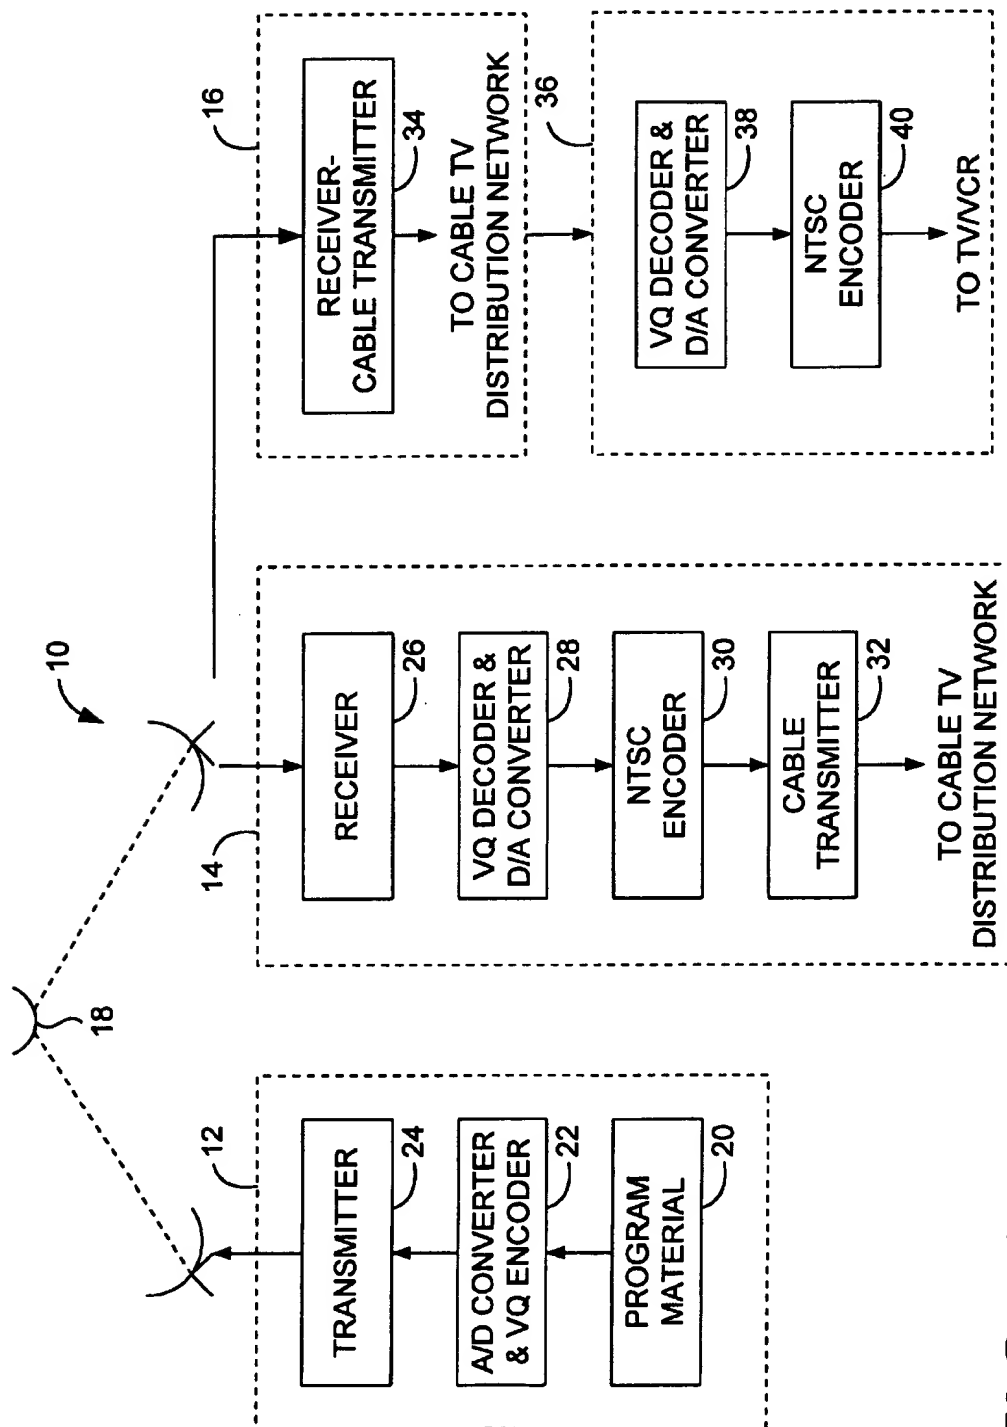 10
18
12
TRANSMITTER
24
A/D CONVERTER
& VQ ENCODER
22
PROGRAM
MATERIAL
20
14
RECEIVER
26
VQ DECODER &
D/A CONVERTER
28
NTSC
ENCODER
30
CABLE
TRANSMITTER
32
TO CABLE TV
DISTRIBUTION NETWORK
16
RECEIVER-
CABLE TRANSMITTER
34
TO CABLE TV
DISTRIBUTION NETWORK
36
VQ DECODER &
D/A CONVERTER
38
NTSC
ENCODER
40
TO TV/VCR